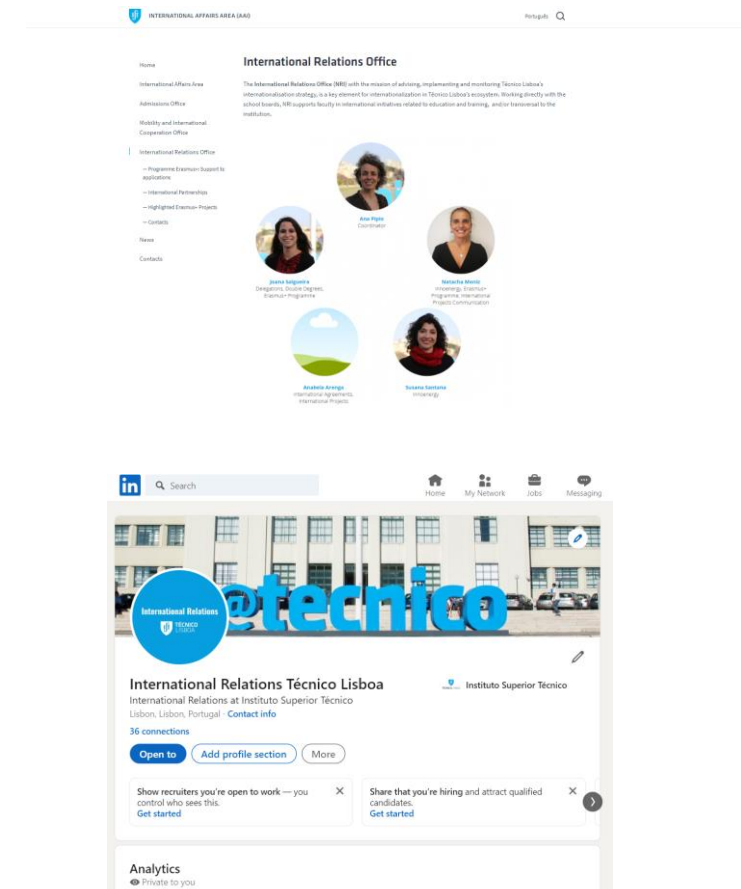 INTERNATIONAL AFFAIRS AREA (AAI)
Português
Home
International Affairs Area
Admissions Office
Mobility and International
Cooperation Office
International Relations Office
— Programme Erasmus+ Support to
applications
— International Partnerships
— Highlighted Erasmus+ Projects
— Contacts
News
Contacts
International Relations Office
The International Relations Office (NRI) with the mission of advising, implementing and monitoring Técnico Lisboa's
internationalisation strategy, is a key element for internationalization in Técnico Lisboa's ecosystem. Working directly with the
school boards, NRI supports faculty in international initiatives related to education and training, and/or transversal to the
institution.
Ana Pipio
Coordinator
Joana Salgueiro
Delegations, Double Degrees,
Erasmus+ Programme
Natacha Moniz
Innoenergy, Erasmus+
Programme, International
Projects Communication
Anabela Arenga
International Agreements,
International Projects
Susana Santana
Innoenergy
in
Search
Home
My Network
Jobs
Messaging
@tecnico
International Relations
TÉCNICO
LISBOA
International Relations Técnico Lisboa
International Relations at Instituto Superior Técnico
Lisbon, Lisbon, Portugal · Contact info
36 connections
Instituto Superior Técnico
Open to
Add profile section
More
Show recruiters you're open to work — you
control who sees this.
Get started
Share that you're hiring and attract qualified
candidates.
Get started
Analytics
Private to you